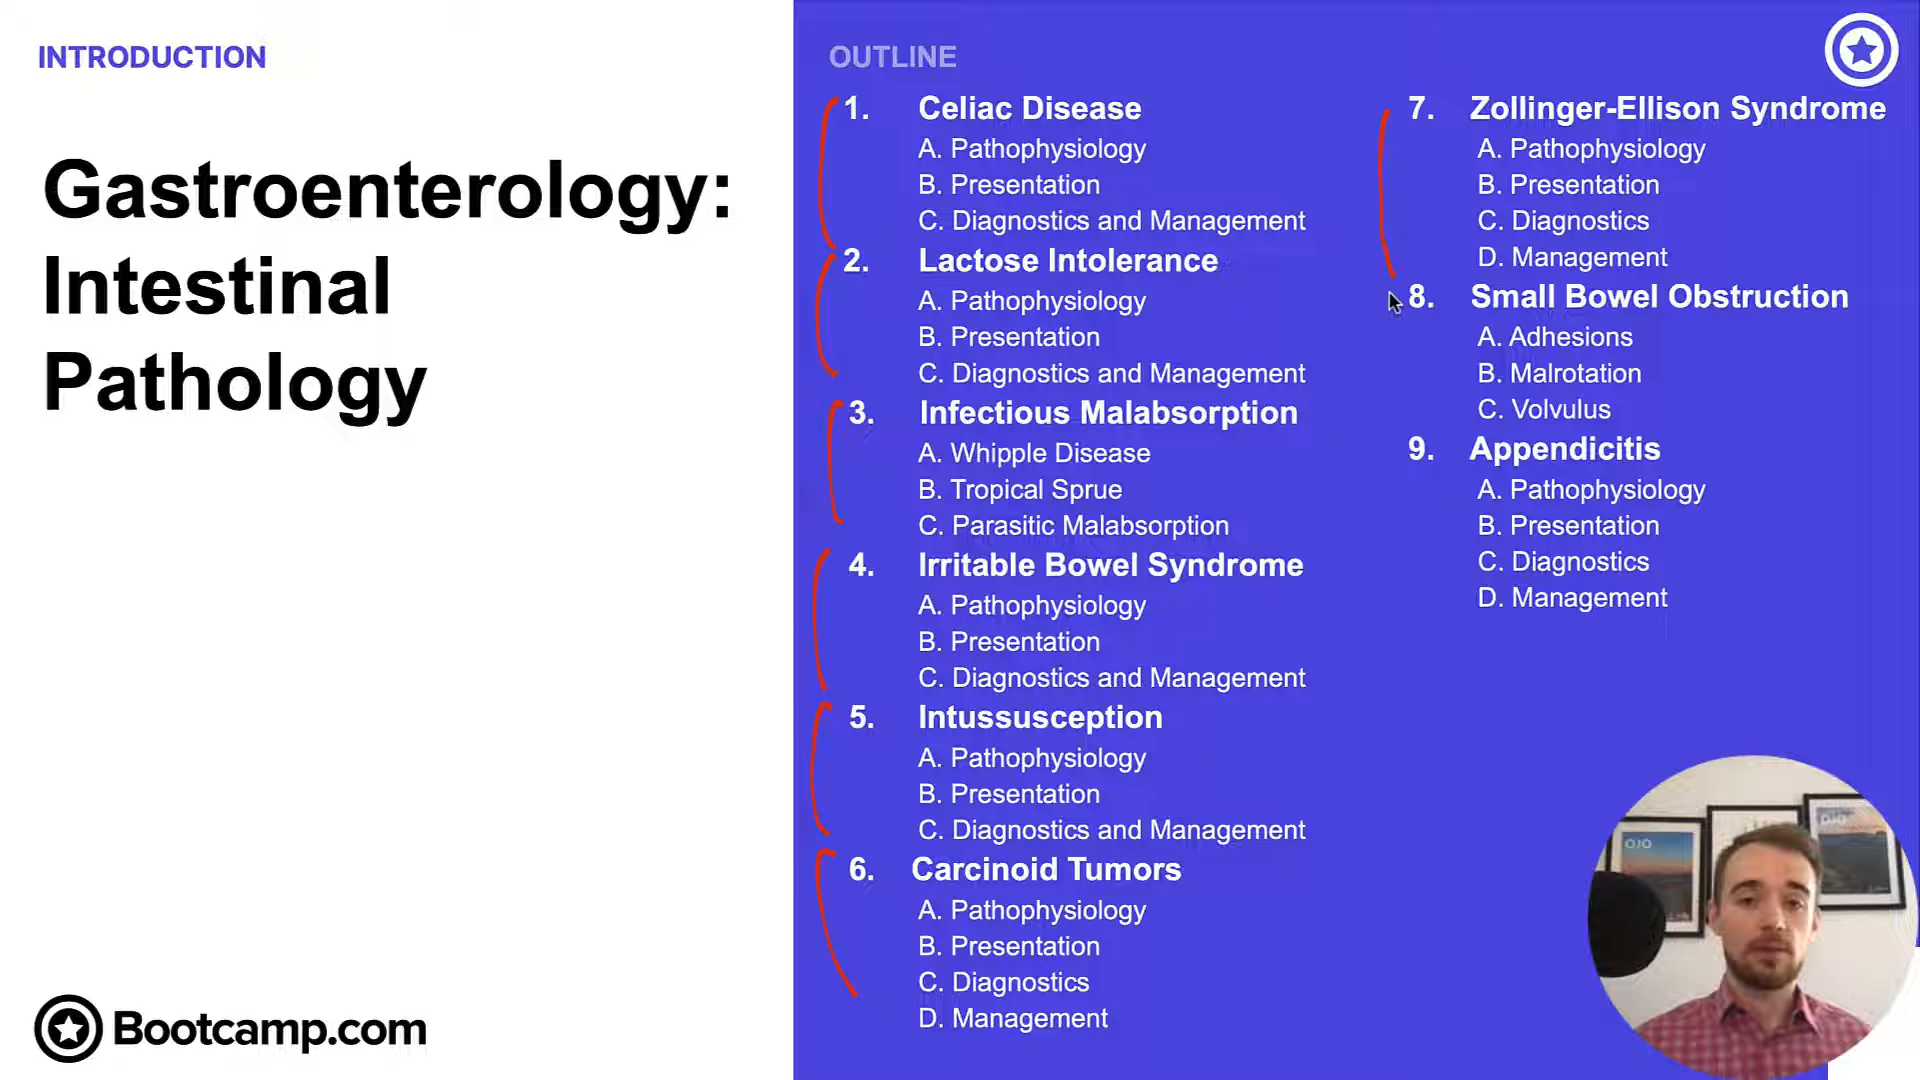 INTRODUCTION
Gastroenterology:
Intestinal
Pathology
Bootcamp.com
OUTLINE
1. Celiac Disease
A. Pathophysiology
B. Presentation
C. Diagnostics and Management
2. Lactose Intolerance
A. Pathophysiology
B. Presentation
C. Diagnostics and Management
3. Infectious Malabsorption
A. Whipple Disease
B. Tropical Sprue
C. Parasitic Malabsorption
4. Irritable Bowel Syndrome
A. Pathophysiology
B. Presentation
C. Diagnostics and Management
5. Intussusception
A. Pathophysiology
B. Presentation
C. Diagnostics and Management
6. Carcinoid Tumors
A. Pathophysiology
B. Presentation
C. Diagnostics
D. Management
7. Zollinger-Ellison Syndrome
A. Pathophysiology
B. Presentation
C. Diagnostics
D. Management
8. Small Bowel Obstruction
A. Adhesions
B. Malrotation
C. Volvulus
9. Appendicitis
A. Pathophysiology
B. Presentation
C. Diagnostics
D. Management
OJO
OJO